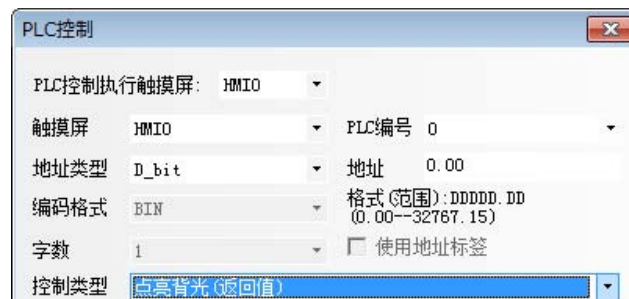 PLC控制
PLC控制执行触摸屏: HMI0
触摸屏 HMI0 PLC编号 0
地址类型 D_bit 地址 0.00
编码格式 BIN 格式(范围):DDDDD.DD
(0.00--32767.15)
字数 1 使用地址标签
控制类型 点亮背光(返回值)